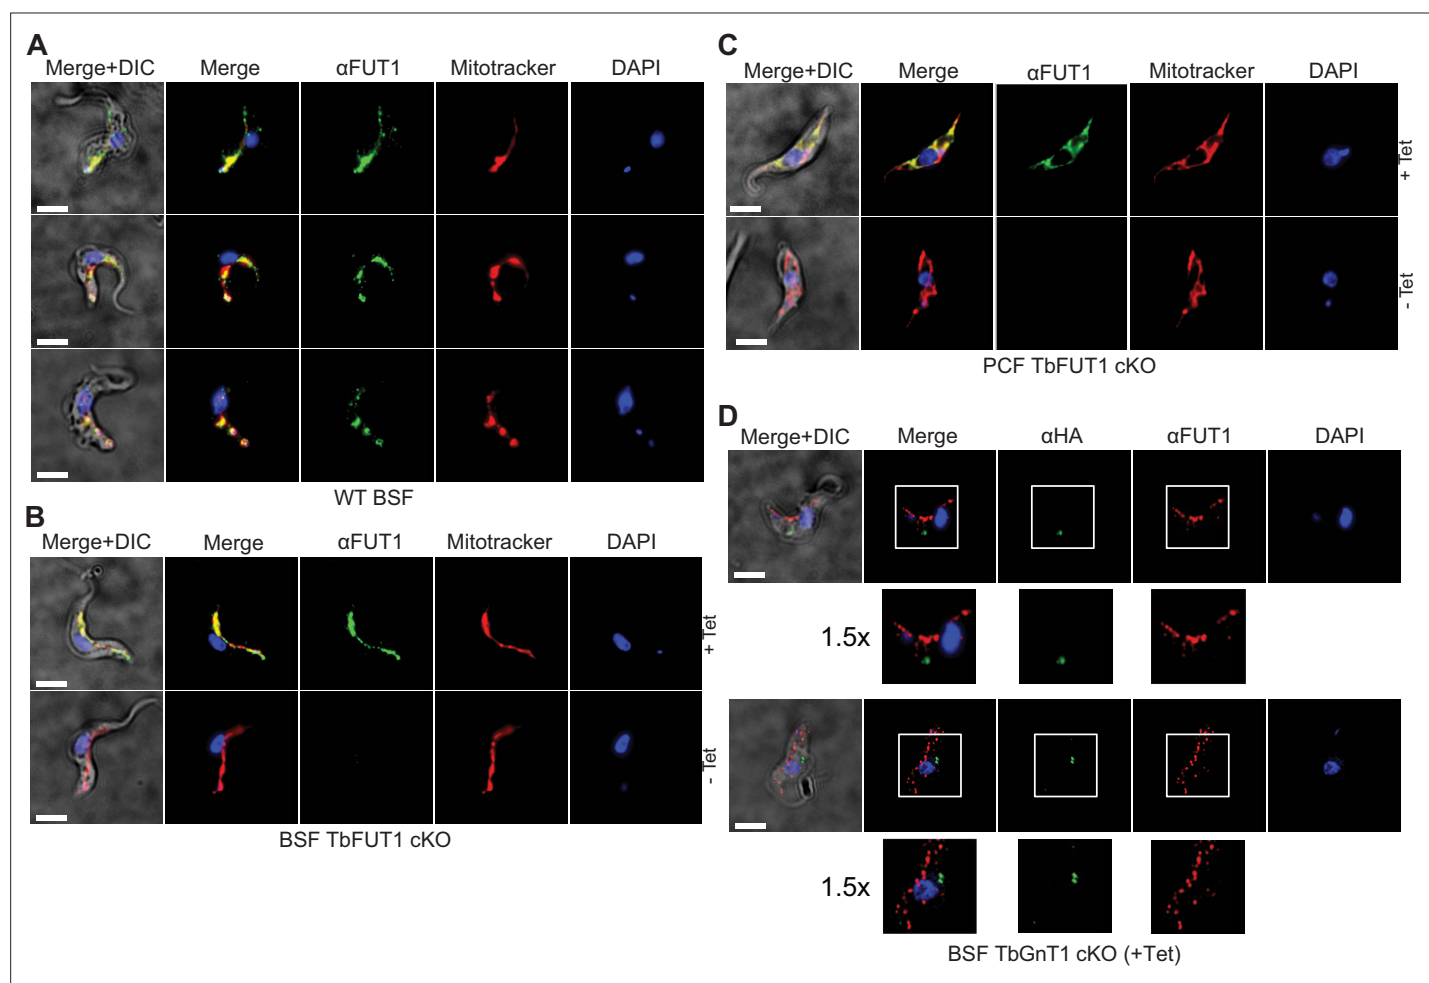 A
Merge+DIC Merge αFUT1 Mitotracker DAPI
WT BSF
B
Merge+DIC Merge αFUT1 Mitotracker DAPI
+ Tet
- Tet
BSF TbFUT1 cKO
C
Merge+DIC Merge αFUT1 Mitotracker DAPI
+ Tet
- Tet
PCF TbFUT1 cKO
D
Merge+DIC Merge αHA αFUT1 DAPI
1.5x
1.5x
BSF TbGnT1 cKO (+Tet)